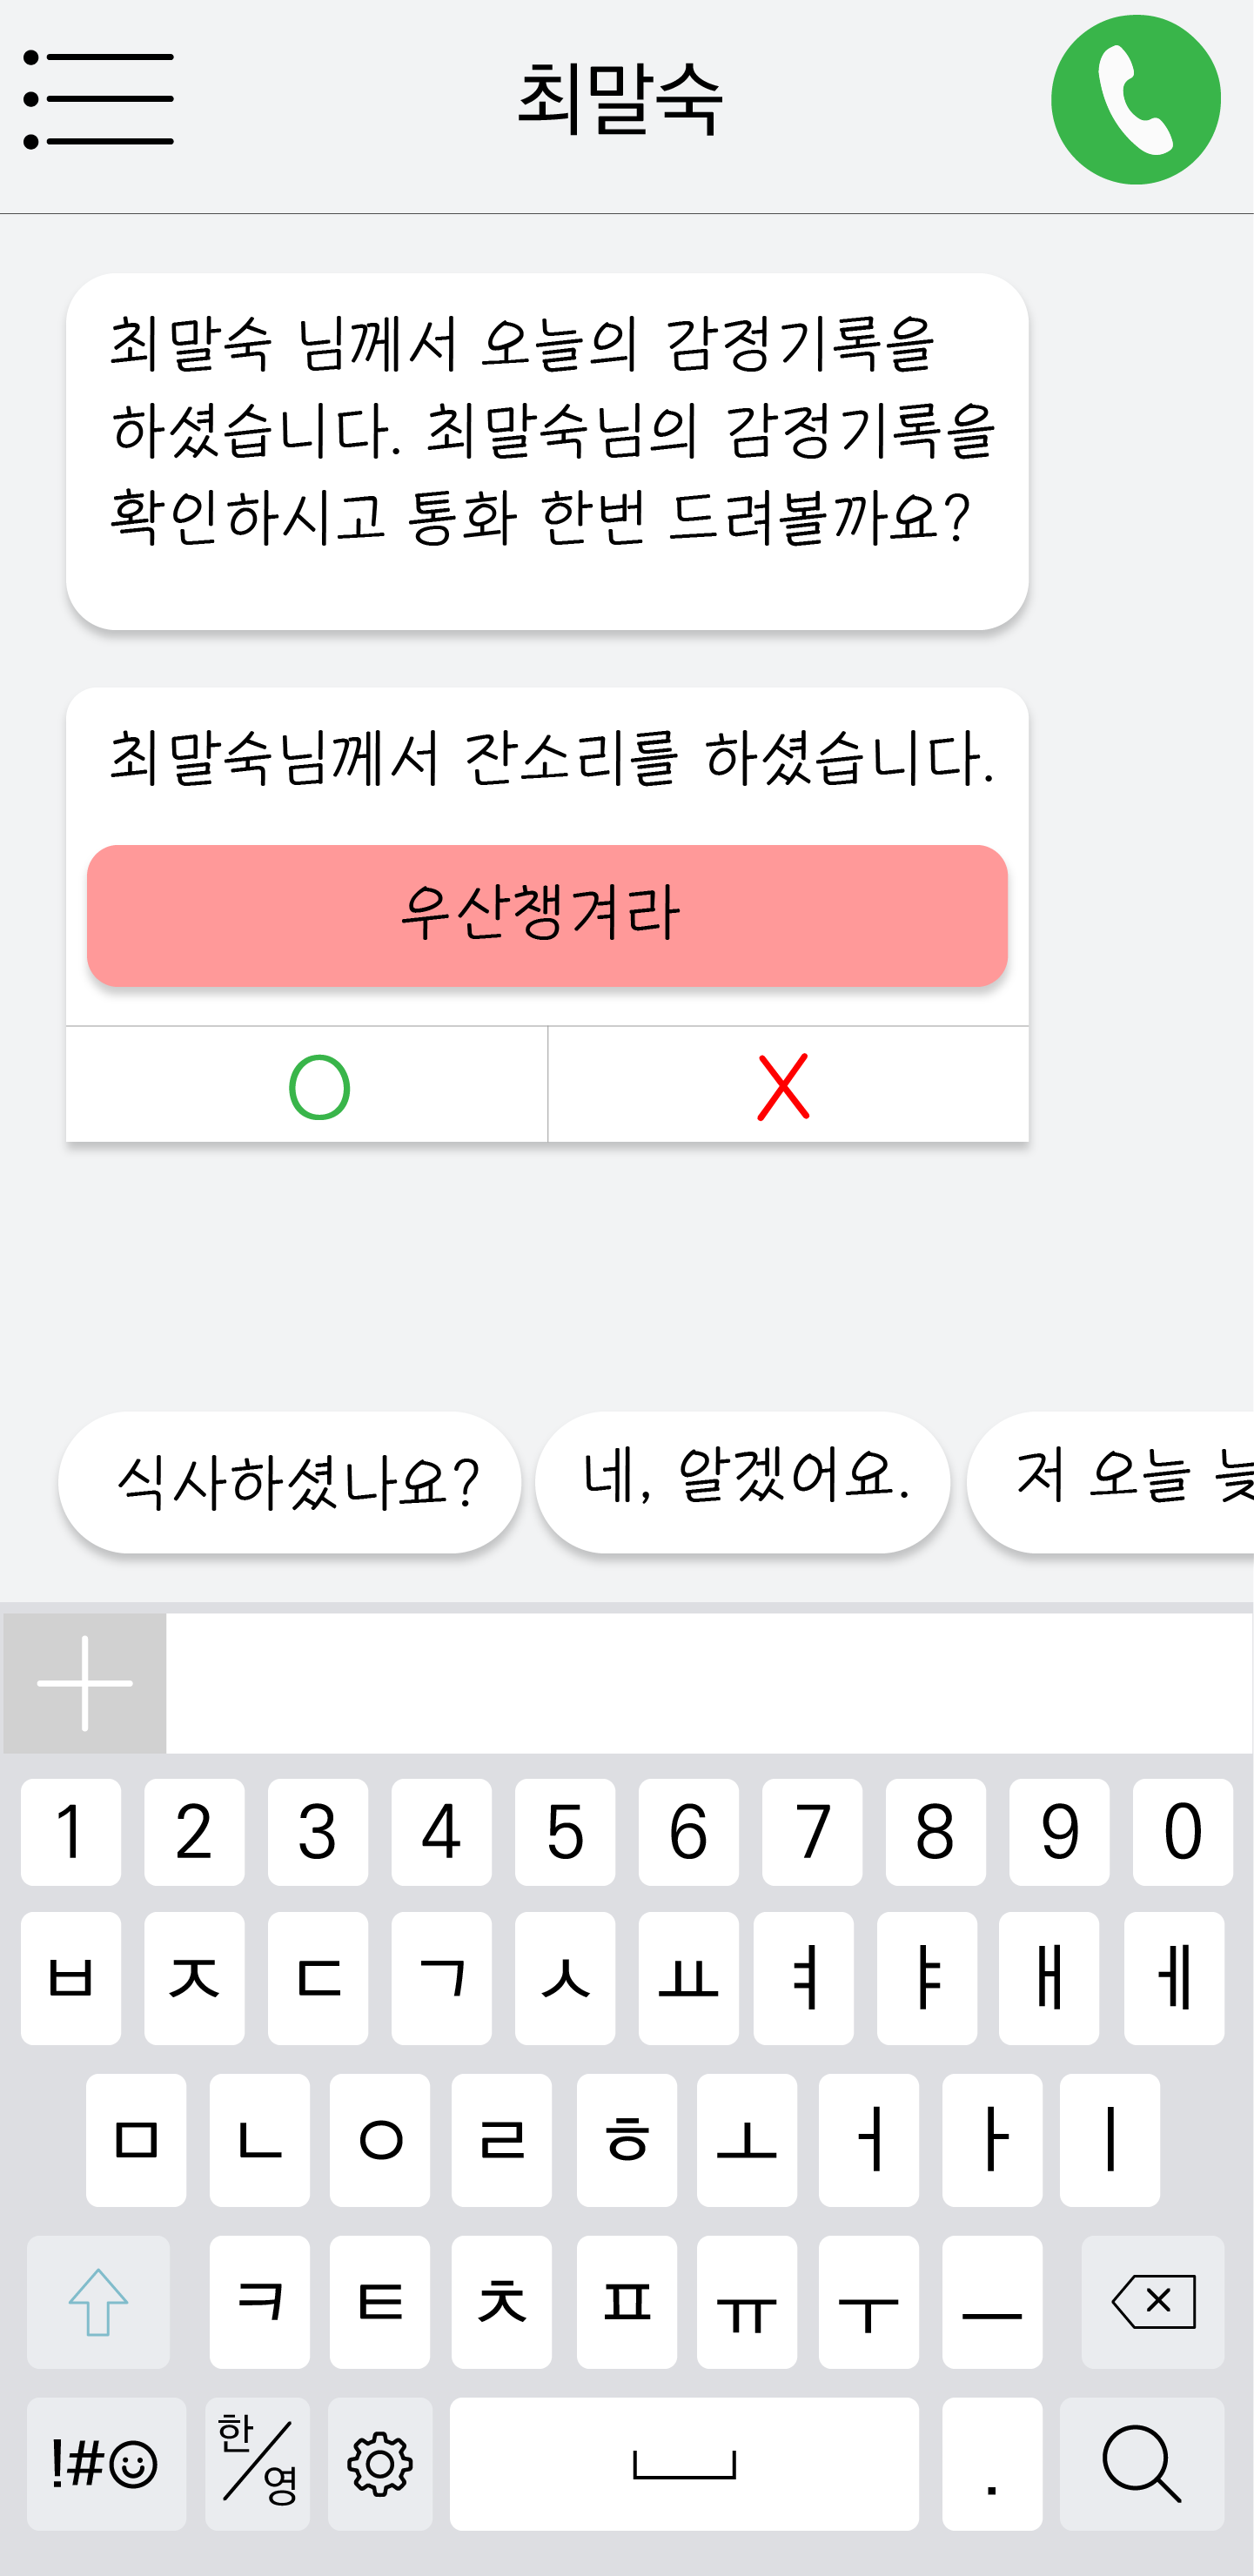 최말숙
최말숙 님께서 오늘의 감정기록을
하셨습니다. 최말숙님의 감정기록을
확인하시고 통화 한번 드려볼까요?
최말숙님께서 잔소리를 하셨습니다.
우산챙겨라
O X
식사하셨나요? 네, 알겠어요. 저 오늘 늦
1 2 3 4 5 6 7 8 9 0
ㅂ ㅈ ㄷ ㄱ ㅅ ㅛ ㅕ ㅑ ㅐ ㅔ
ㅁ ㄴ ㅇ ㄹ ㅎ ㅗ ㅓ ㅏ ㅣ
ㅋ ㅌ ㅊ ㅍ ㅠ ㅜ ㅡ
!#☺ 한/영 .